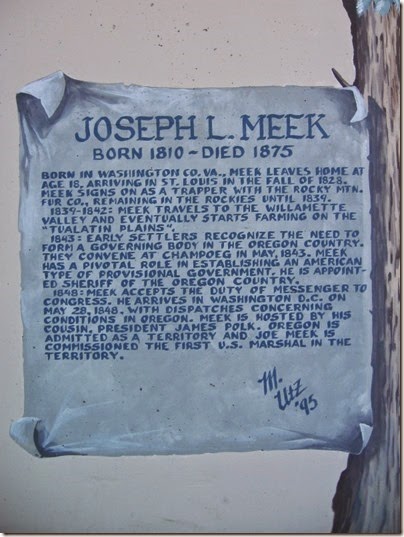 JOSEPH L. MEEK
BORN 1810 - DIED 1875
BORN IN WASHINGTON CO. VA., MEEK LEAVES HOME AT
AGE 18, ARRIVING IN ST. LOUIS IN THE FALL OF 1828.
MEEK SIGNS ON AS A TRAPPER WITH THE ROCKY MTN.
FUR CO., REMAINING IN THE ROCKIES UNTIL 1839.
1839-1842: MEEK TRAVELS TO THE WILLAMETTE
VALLEY AND EVENTUALLY STARTS FARMING ON THE
"TUALATIN PLAINS".
1843: EARLY SETTLERS RECOGNIZE THE NEED TO
FORM A GOVERNING BODY IN THE OREGON COUNTRY.
THEY CONVENE AT CHAMPOEG IN MAY, 1843. MEEK
HAS A PIVOTAL ROLE IN ESTABLISHING AN AMERICAN
TYPE OF PROVISIONAL GOVERNMENT. HE IS APPOINT-
ED SHERIFF OF THE OREGON COUNTRY.
1848: MEEK ACCEPTS THE DUTY OF MESSENGER TO
CONGRESS. HE ARRIVES IN WASHINGTON D.C. ON
MAY 28, 1848, WITH DISPATCHES CONCERNING
CONDITIONS IN OREGON. MEEK IS HOSTED BY HIS
COUSIN, PRESIDENT JAMES POLK. OREGON IS
ADMITTED AS A TERRITORY AND JOE MEEK IS
COMMISSIONED THE FIRST U.S. MARSHAL IN THE
TERRITORY.
M.
Utz
'95